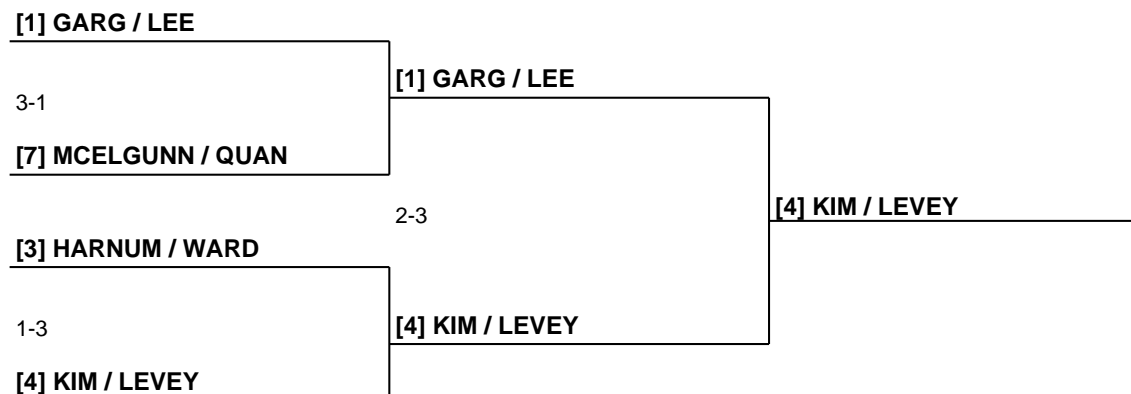 [1] GARG / LEE
[1] GARG / LEE
3-1
[7] MCELGUNN / QUAN
[4] KIM / LEVEY
2-3
[3] HARNUM / WARD
[4] KIM / LEVEY
1-3
[4] KIM / LEVEY